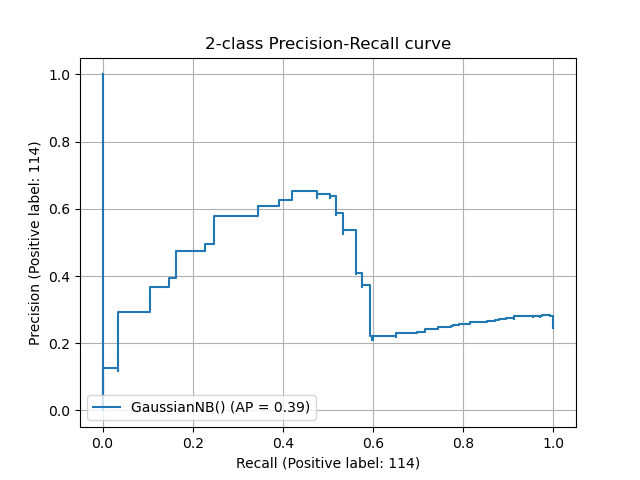 2-class Precision-Recall curve
Precision (Positive label: 114)
1.0
0.8
0.6
0.4
0.2
0.0
GaussianNB() (AP = 0.39)
0.0 0.2 0.4 0.6 0.8 1.0
Recall (Positive label: 114)